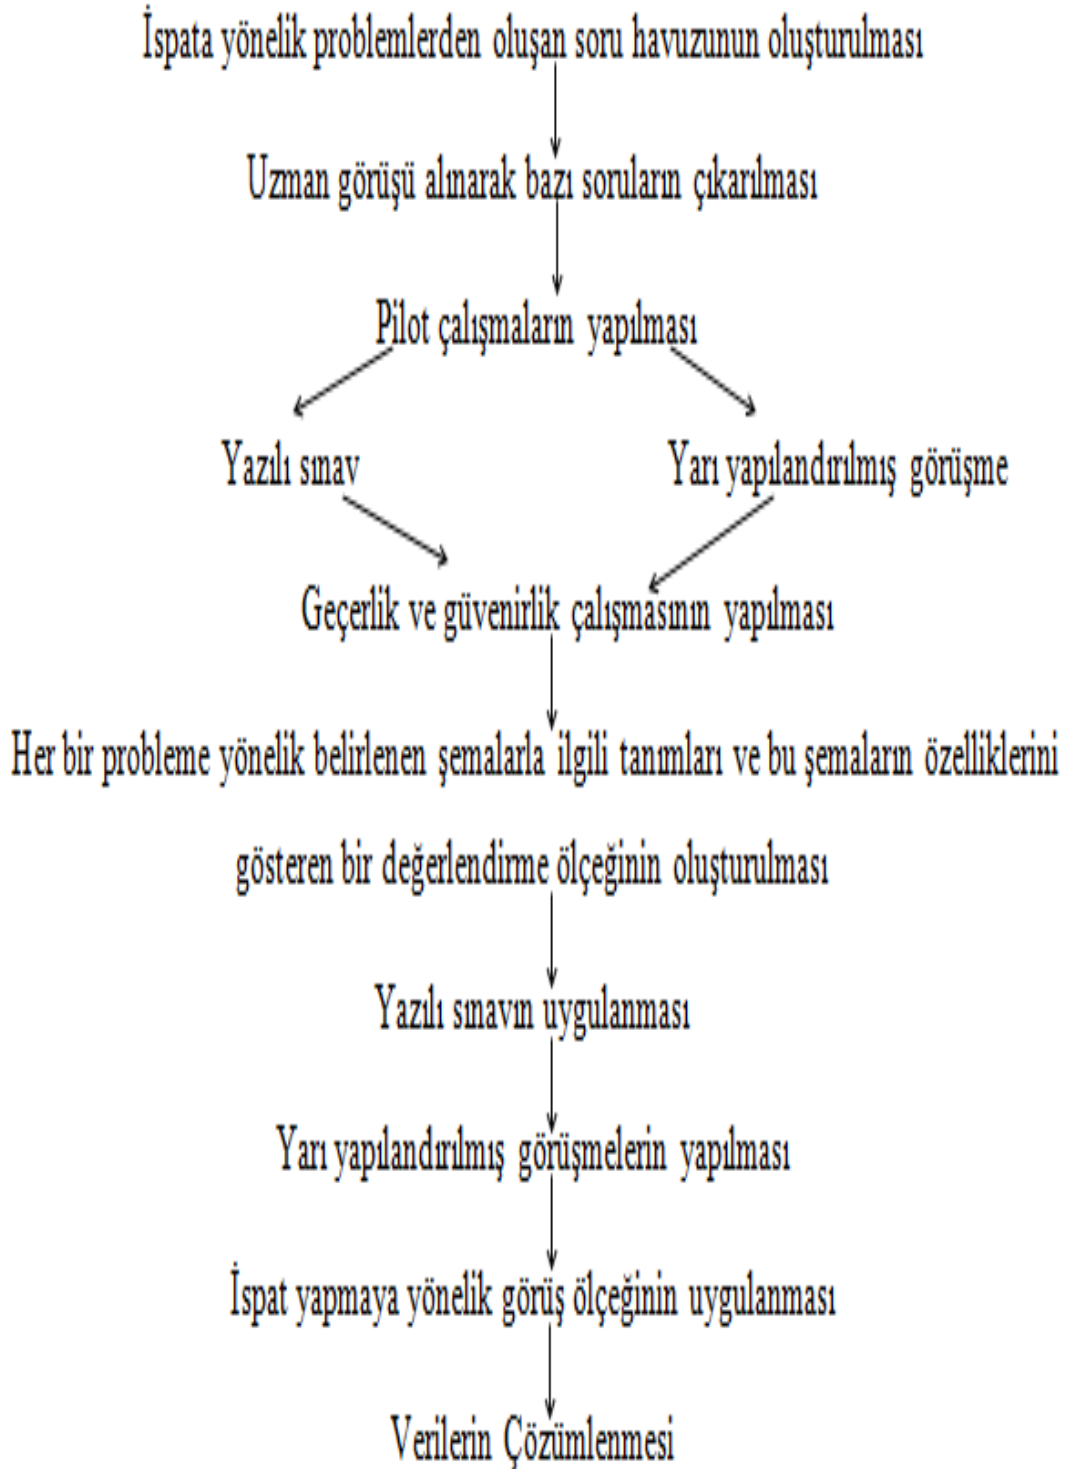 İspata yönelik problemlerden oluşan soru havuzunun oluşturulması
Uzman görüşü alınarak bazı soruların çıkarılması
Pilot çalışmaların yapılması
Yazılı sınav
Yarı yapılandırılmış görüşme
Geçerlik ve güvenirlik çalışmasının yapılması
Her bir probleme yönelik belirlenen şemalarla ilgili tanımları ve bu şemaların özelliklerini
gösteren bir değerlendirme ölçeğinin oluşturulması
Yazılı sınavın uygulanması
Yarı yapılandırılmış görüşmelerin yapılması
İspat yapmaya yönelik görüş ölçeğinin uygulanması
Verilerin Çözümlenmesi